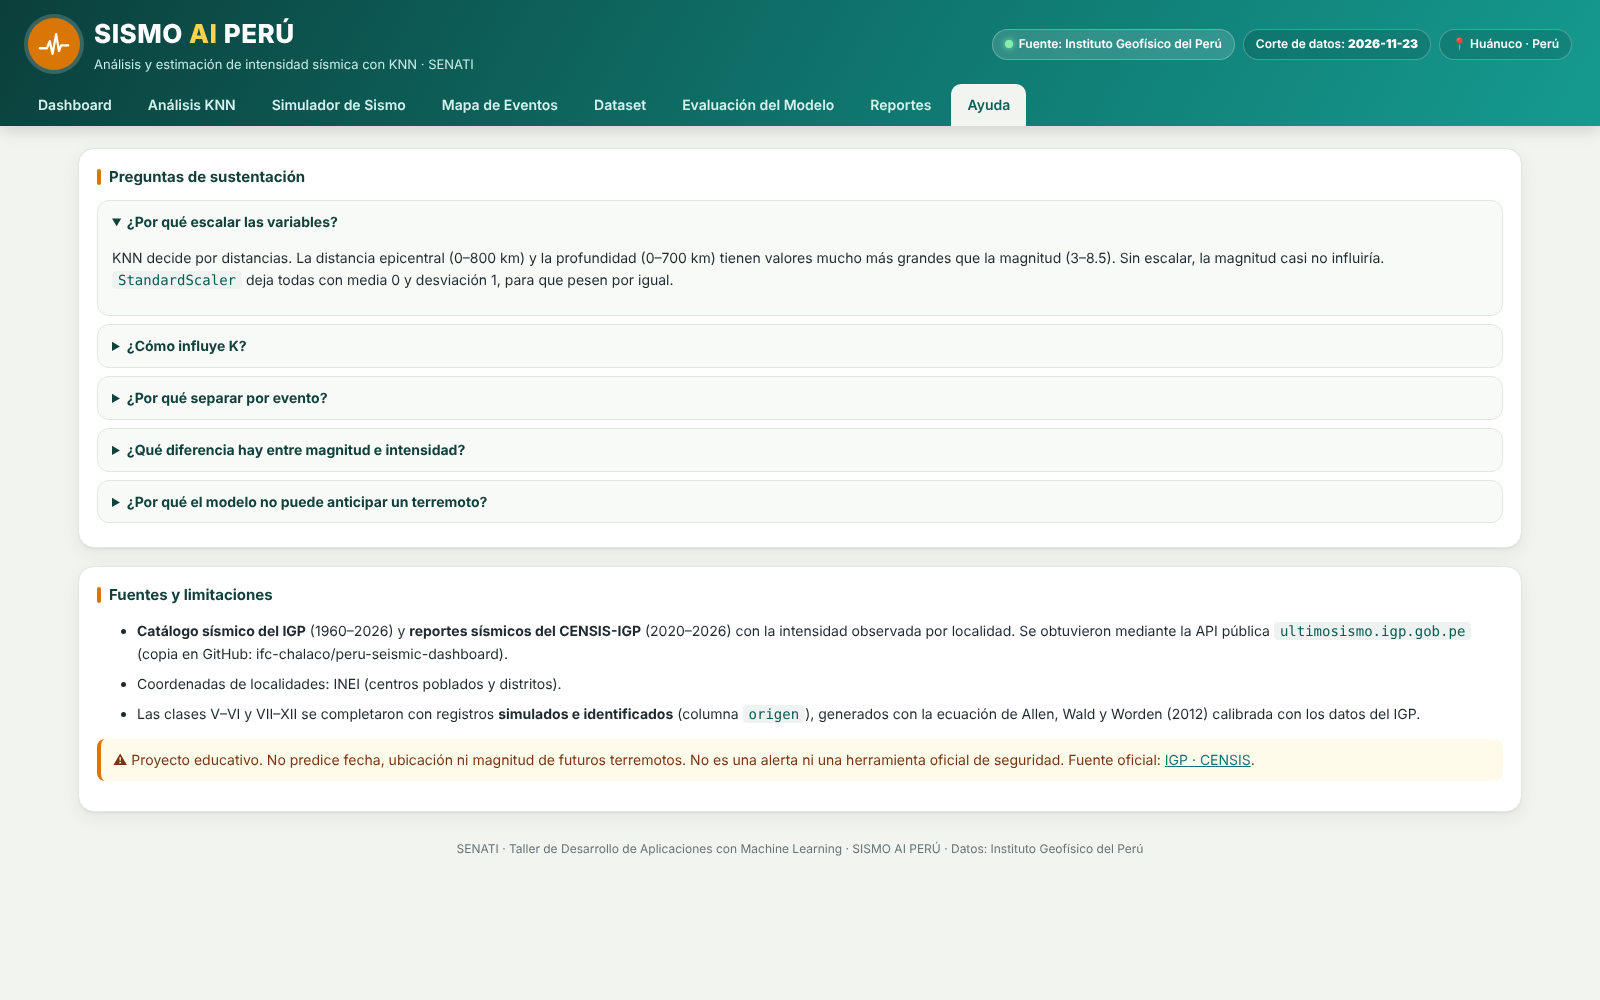 SISMO AI PERÚ
Análisis y estimación de intensidad sísmica con KNN · SENATI
Fuente: Instituto Geofísico del Perú
Corte de datos: 2026-11-23
📍 Huánuco · Perú
Dashboard
Análisis KNN
Simulador de Sismo
Mapa de Eventos
Dataset
Evaluación del Modelo
Reportes
Ayuda
Preguntas de sustentación
▼ ¿Por qué escalar las variables?
KNN decide por distancias. La distancia epicentral (0–800 km) y la profundidad (0–700 km) tienen valores mucho más grandes que la magnitud (3–8.5). Sin escalar, la magnitud casi no influiría.
StandardScaler deja todas con media 0 y desviación 1, para que pesen por igual.
▶ ¿Cómo influye K?
▶ ¿Por qué separar por evento?
▶ ¿Qué diferencia hay entre magnitud e intensidad?
▶ ¿Por qué el modelo no puede anticipar un terremoto?
Fuentes y limitaciones
• Catálogo sísmico del IGP (1960–2026) y reportes sísmicos del CENSIS-IGP (2020–2026) con la intensidad observada por localidad. Se obtuvieron mediante la API pública ultimosismo.igp.gob.pe
(copia en GitHub: ifc-chalaco/peru-seismic-dashboard).
• Coordenadas de localidades: INEI (centros poblados y distritos).
• Las clases V–VI y VII–XII se completaron con registros simulados e identificados (columna origen ), generados con la ecuación de Allen, Wald y Worden (2012) calibrada con los datos del IGP.
⚠ Proyecto educativo. No predice fecha, ubicación ni magnitud de futuros terremotos. No es una alerta ni una herramienta oficial de seguridad. Fuente oficial: IGP · CENSIS.
SENATI · Taller de Desarrollo de Aplicaciones con Machine Learning · SISMO AI PERÚ · Datos: Instituto Geofísico del Perú